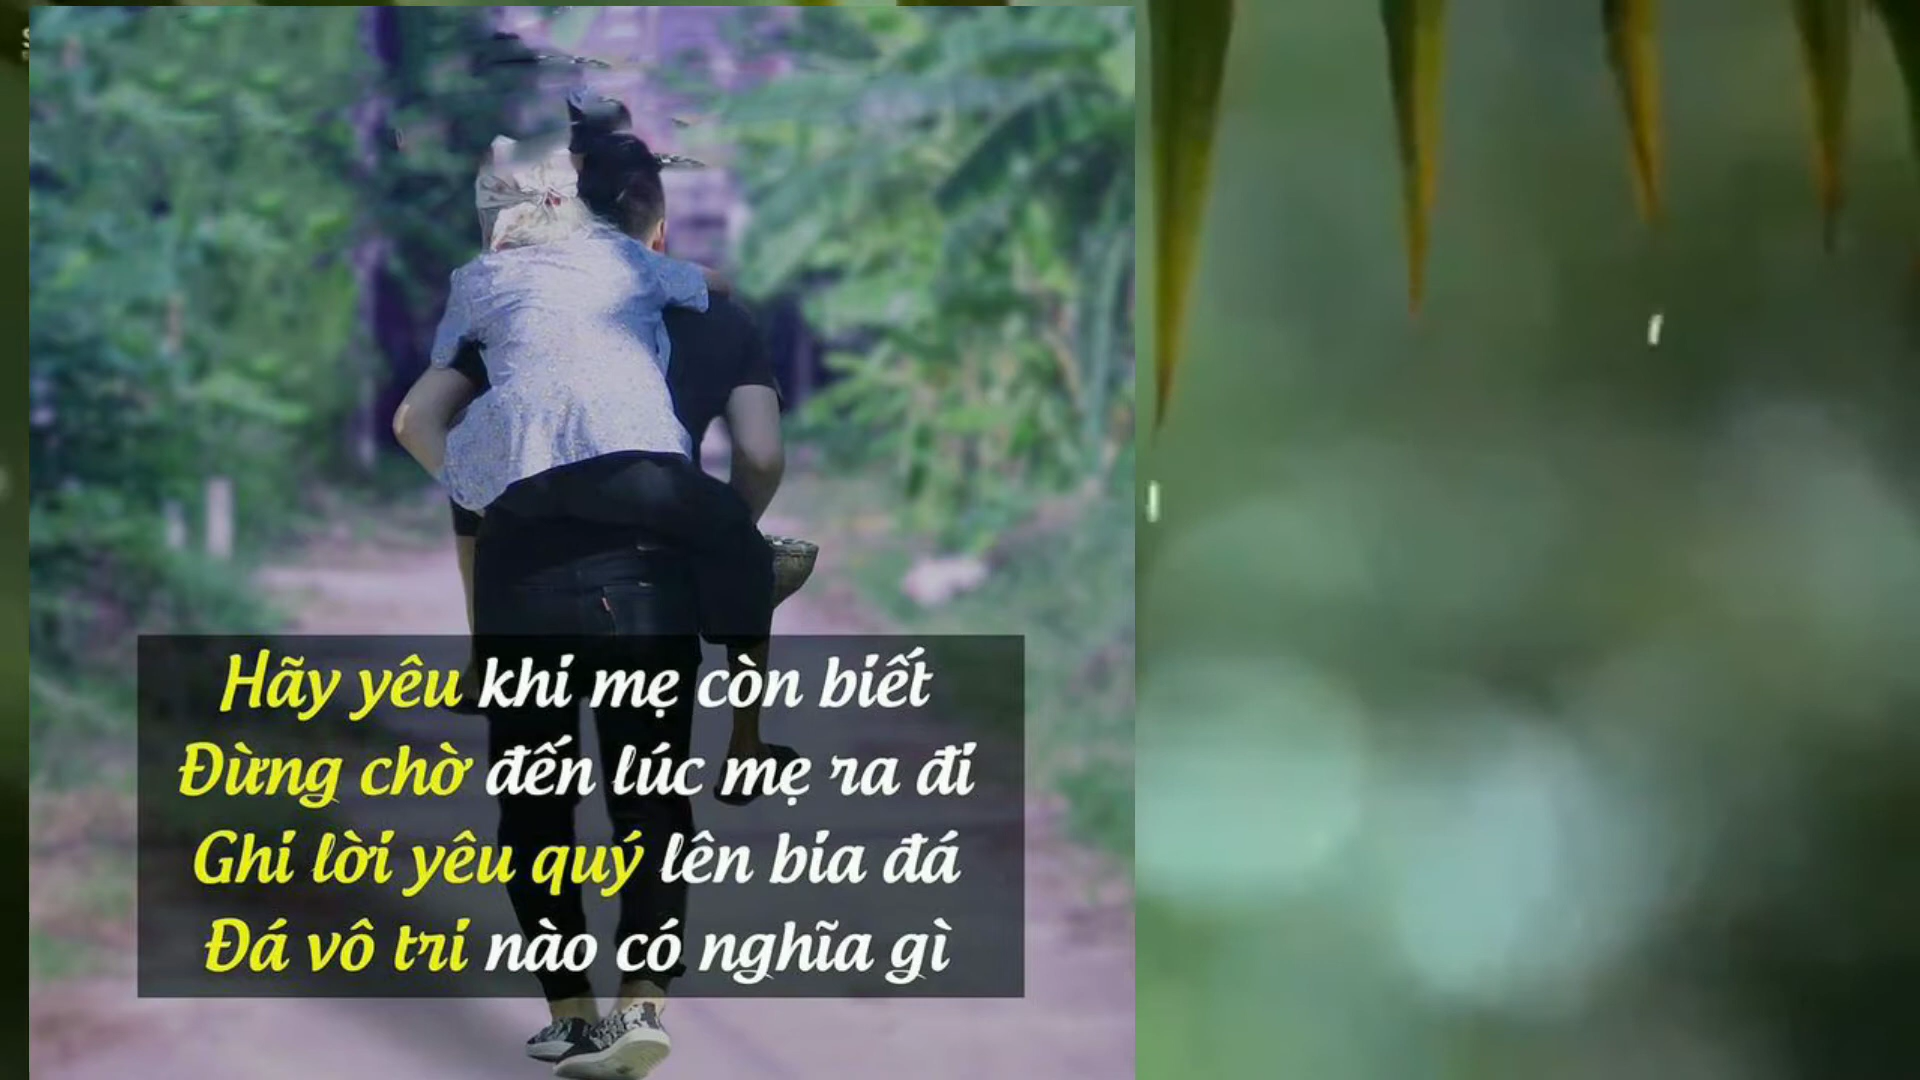 Hãy yêu khi mẹ còn biết
Đừng chờ đến lúc mẹ ra đi
Ghi lời yêu quý lên bia đá
Đá vô tri nào có nghĩa gì